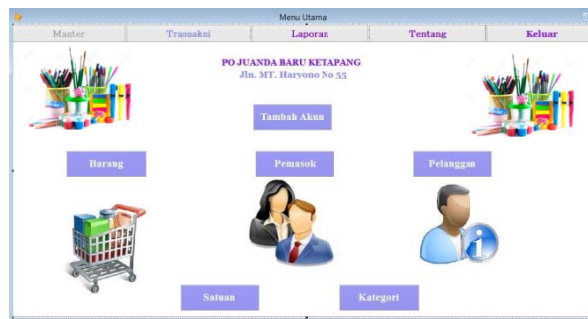 Menu Utama
Master Transaksi Laporan Tentang Keluar
PO JUANDA BARU KETAPANG
Jln. MT. Haryono No 55
Tambah Akun
Barang Pemasok Pelanggan
Satuan Kategori